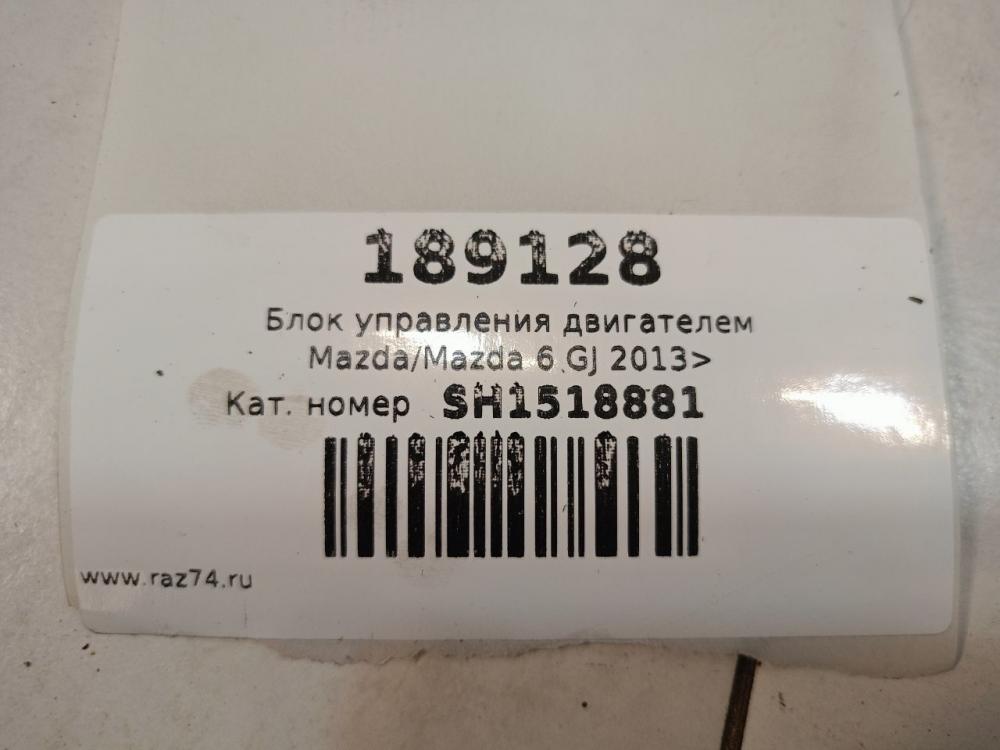 189128
Блок управления двигателем
Mazda/Mazda 6 GJ 2013>
Кат. номер SH1518881
www.raz74.ru